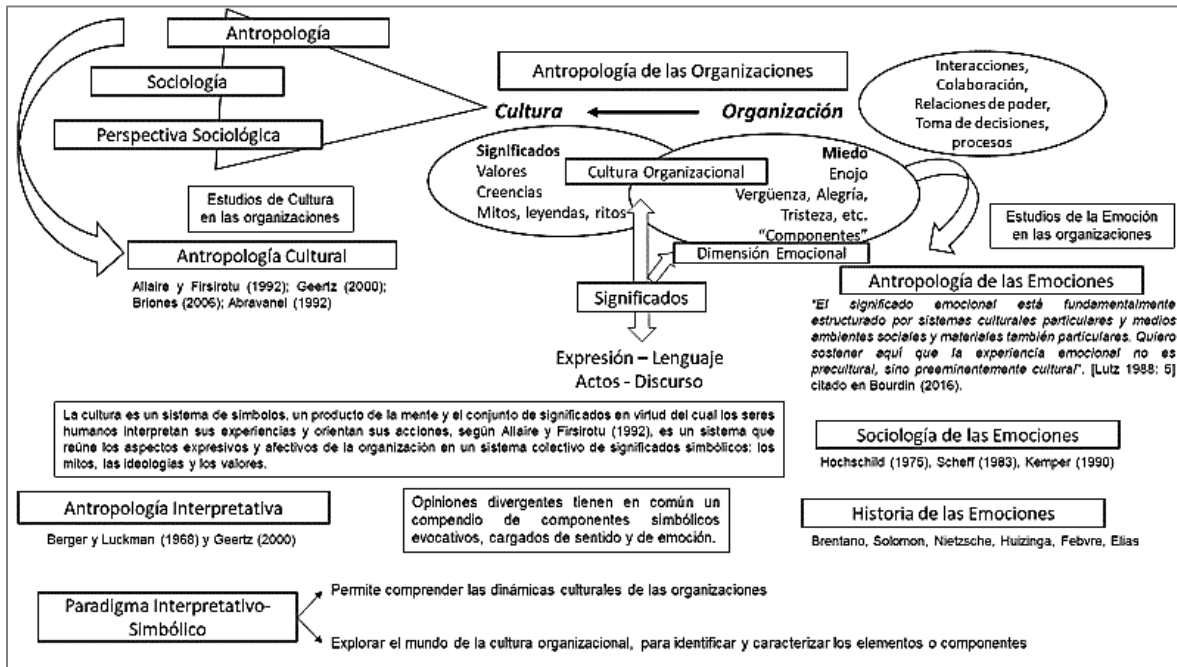 Antropología
Sociología
Perspectiva Sociológica
Estudios de Cultura
en las organizaciones
Antropología Cultural
Allaire y Firsirotu (1992); Geertz (2000);
Briones (2006); Abravanel (1992)
Antropología de las Organizaciones
Cultura
Organización
Interacciones,
Colaboración,
Relaciones de poder,
Toma de decisiones,
procesos
Significados
Valores
Creencias
Mitos, leyendas, ritos
Cultura Organizacional
Miedo
Enojo
Vergüenza, Alegría,
Tristeza, etc.
“Componentes”
Dimensión Emocional
Significados
Expresión – Lenguaje
Actos - Discurso
Estudios de la Emoción
en las organizaciones
Antropología de las Emociones
"El significado emocional está fundamentalmente
estructurado por sistemas culturales particulares y medios
ambientes sociales y materiales también particulares. Quiero
sostener aquí que la experiencia emocional no es
precultural, sino preeminentemente cultural". [Lutz 1988: 5]
citado en Bourdin (2016).
La cultura es un sistema de símbolos, un producto de la mente y el conjunto de significados en virtud del cual los seres
humanos interpretan sus experiencias y orientan sus acciones, según Allaire y Firsirotu (1992), es un sistema que
reúne los aspectos expresivos y afectivos de la organización en un sistema colectivo de significados simbólicos: los
mitos, las ideologías y los valores.
Sociología de las Emociones
Hochschild (1975), Scheff (1983), Kemper (1990)
Antropología Interpretativa
Berger y Luckman (1968) y Geertz (2000)
Opiniones divergentes tienen en común un
compendio de componentes simbólicos
evocativos, cargados de sentido y de emoción.
Historia de las Emociones
Brentano, Solomon, Nietzsche, Huizinga, Febvre, Elias
Paradigma Interpretativo-
Simbólico
Permite comprender las dinámicas culturales de las organizaciones
Explorar el mundo de la cultura organizacional, para identificar y caracterizar los elementos o componentes